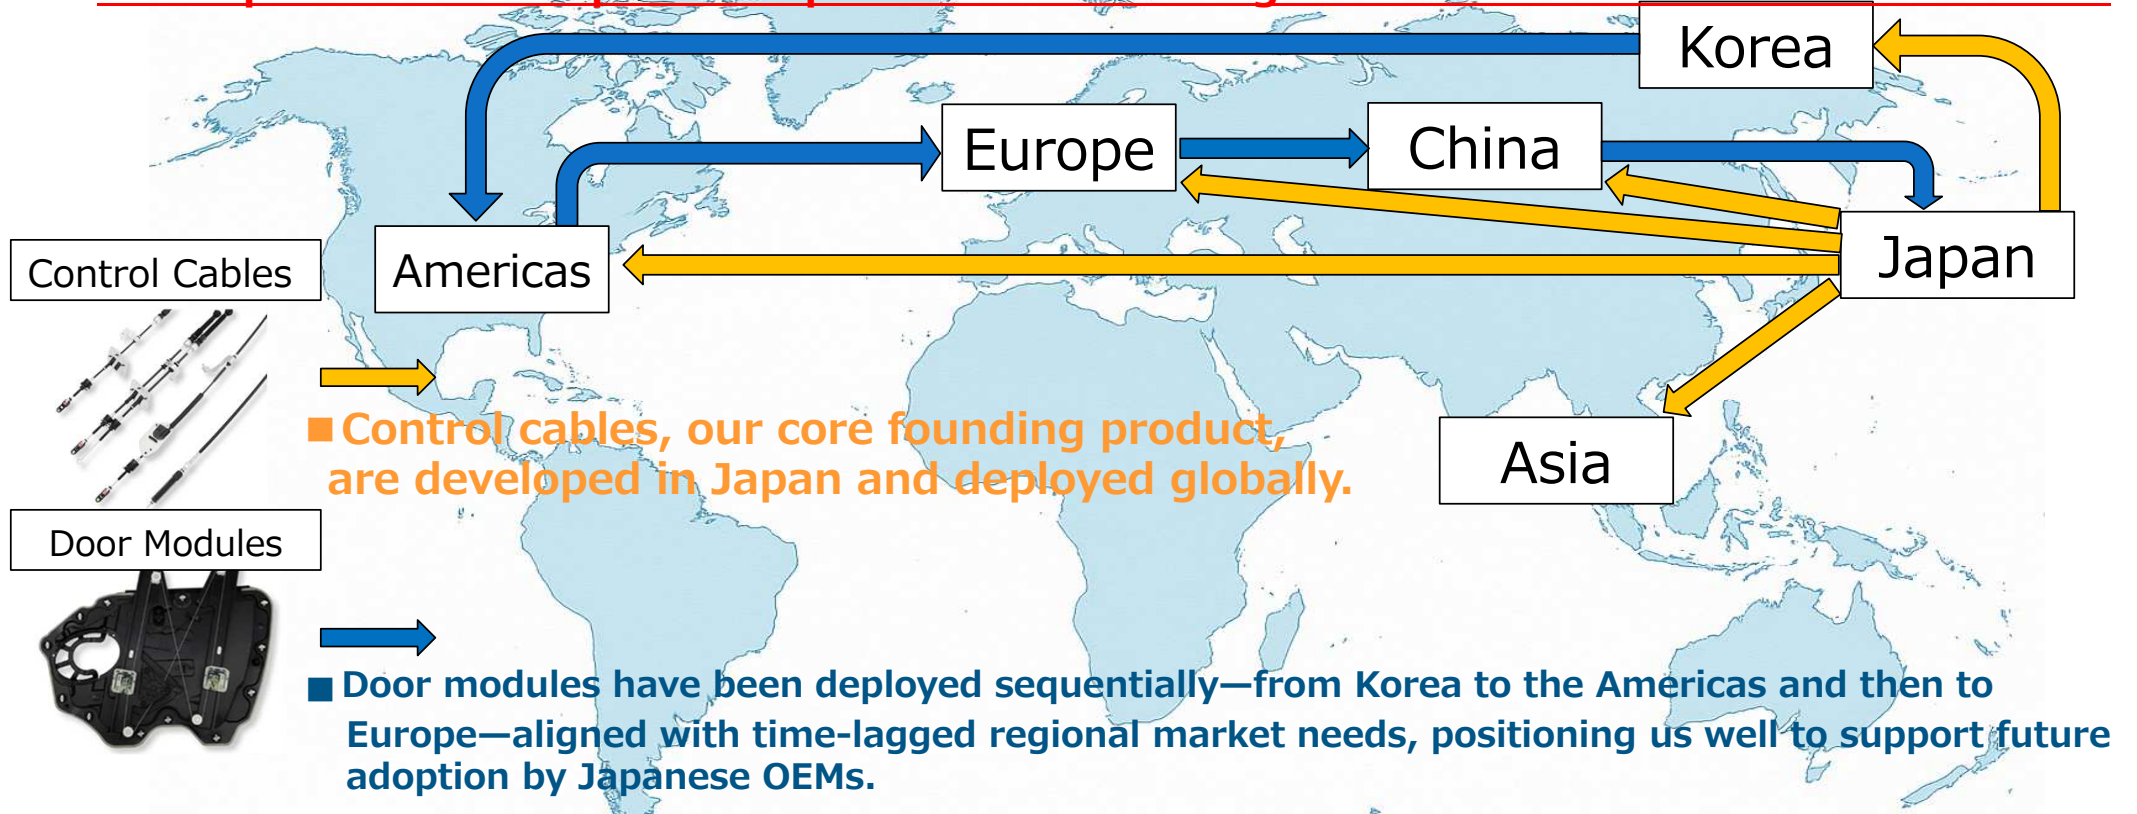 Korea
Europe
China
Americas
Japan
Control Cables
■Control cables, our core founding product,
are developed in Japan and deployed globally.
Asia
Door Modules
■Door modules have been deployed sequentially—from Korea to the Americas and then to
Europe—aligned with time-lagged regional market needs, positioning us well to support future
adoption by Japanese OEMs.